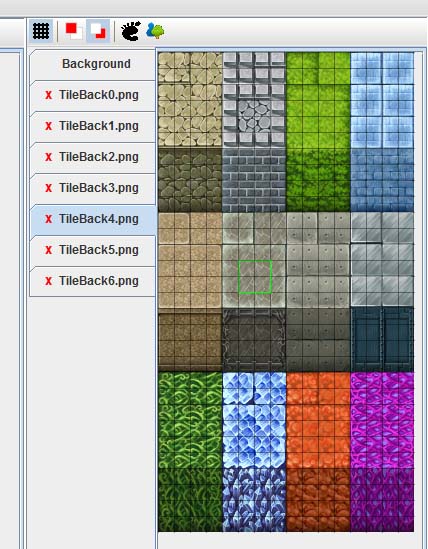 Background
x TileBack0.png
x TileBack1.png
x TileBack2.png
x TileBack3.png
x TileBack4.png
x TileBack5.png
x TileBack6.png